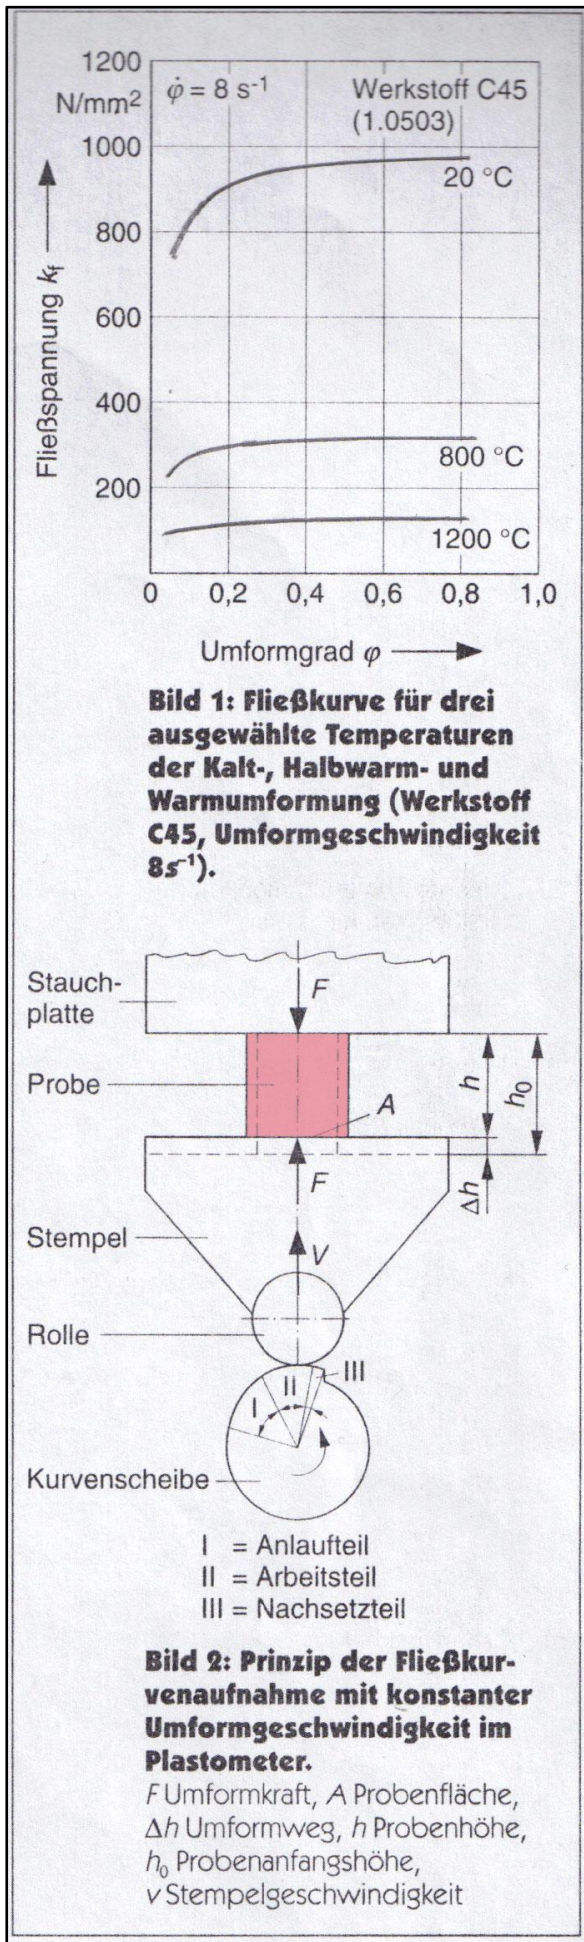 1200
N/mm²
φ̇ = 8 s⁻¹
Werkstoff C45
(1.0503)
1000
20 °C
800
600
400
800 °C
200
1200 °C
Fließspannung kf
0 0,2 0,4 0,6 0,8 1,0
Umformgrad φ
Bild 1: Fließkurve für drei
ausgewählte Temperaturen
der Kalt-, Halbwarm- und
Warmumformung (Werkstoff
C45, Umformgeschwindigkeit
8s⁻¹).
Stauch-
platte
F
Probe
A
h
h₀
F
Δh
Stempel
V
Rolle
III
II
I
Kurvenscheibe
I = Anlaufteil
II = Arbeitsteil
III = Nachsetzteil
Bild 2: Prinzip der Fließkur-
venaufnahme mit konstanter
Umformgeschwindigkeit im
Plastometer.
F Umformkraft, A Probenfläche,
Δh Umformweg, h Probenhöhe,
h₀ Probenanfangshöhe,
v Stempelgeschwindigkeit